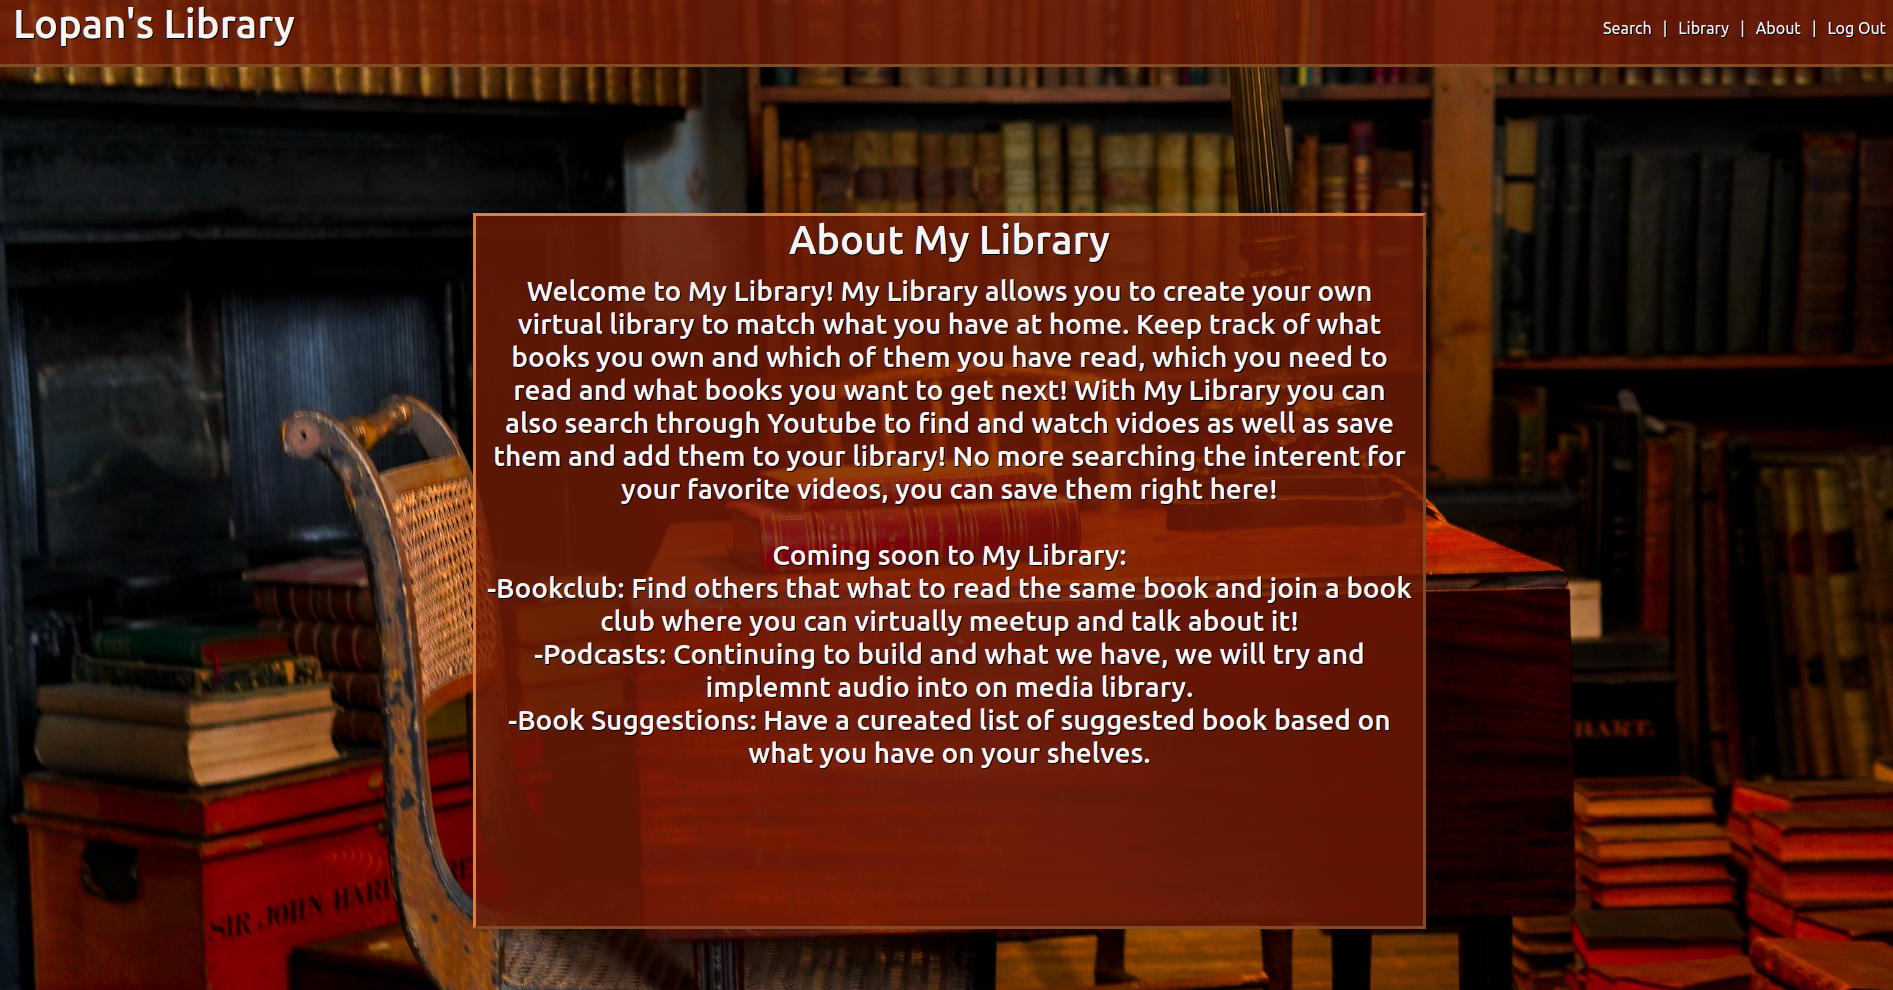 Lopan's Library
Search | Library | About | Log Out
About My Library
Welcome to My Library! My Library allows you to create your own
virtual library to match what you have at home. Keep track of what
books you own and which of them you have read, which you need to
read and what books you want to get next! With My Library you can
also search through Youtube to find and watch vidoes as well as save
them and add them to your library! No more searching the interent for
your favorite videos, you can save them right here!
Coming soon to My Library:
-Bookclub: Find others that what to read the same book and join a book
club where you can virtually meetup and talk about it!
-Podcasts: Continuing to build and what we have, we will try and
implemnt audio into on media library.
-Book Suggestions: Have a cureated list of suggested book based on
what you have on your shelves.
HART.
SIR JOHN HART